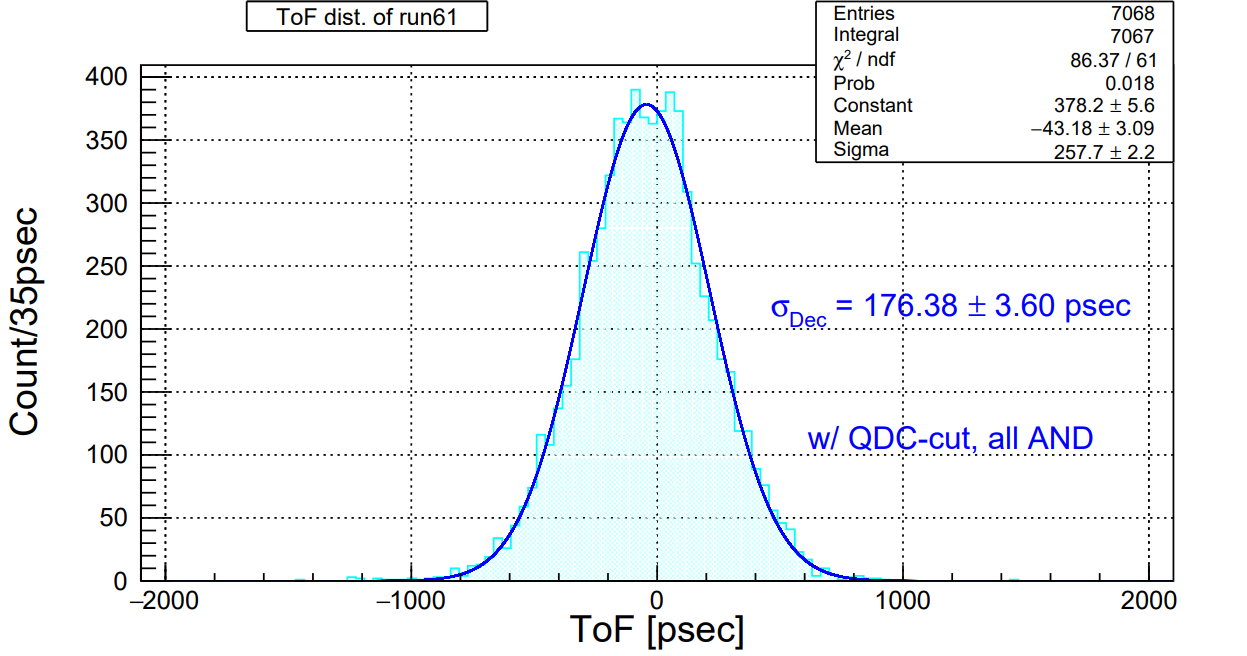 ToF dist. of run61
Entries 7068
Integral 7067
χ² / ndf 86.37 / 61
Prob 0.018
Constant 378.2 ± 5.6
Mean −43.18 ± 3.09
Sigma 257.7 ± 2.2
400
350
300
250
200
150
100
50
0
Count/35psec
σDec = 176.38 ± 3.60 psec
w/ QDC-cut, all AND
−2000 −1000 0 1000 2000
ToF [psec]